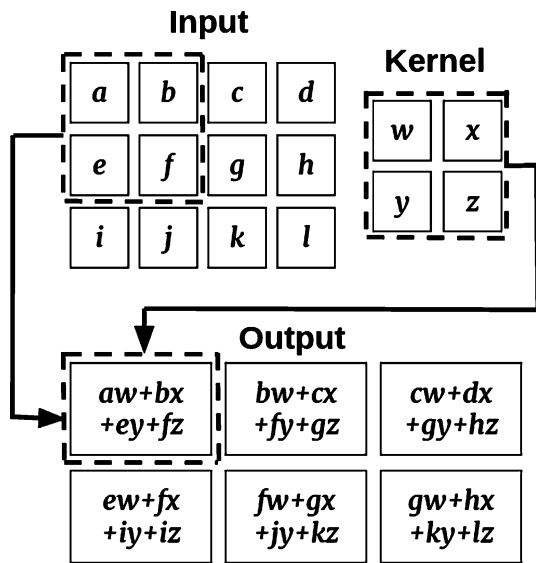 Input
Kernel
a b c d
w x
e f g h
y z
i j k l
Output
aw+bx
+ey+fz
bw+cx
+fy+gz
cw+dx
+gy+hz
ew+fx
+iy+iz
fw+gx
+jy+kz
gw+hx
+ky+lz